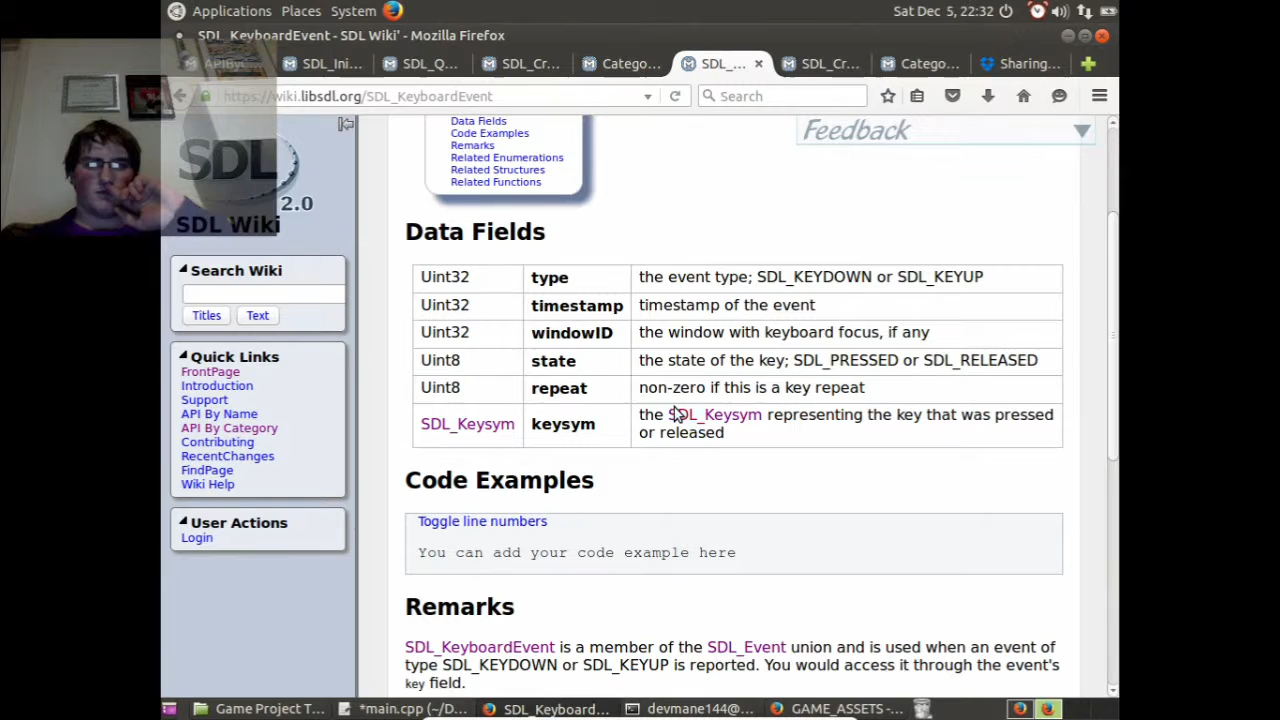 Applications Places System Sat Dec 5, 22:32
SDL_KeyboardEvent - SDL Wiki' - Mozilla Firefox
APIByC... SDL_Ini... SDL_Q... SDL_Cr... Catego... SDL_... SDL_Cr... Catego... Sharing...
https://wiki.libsdl.org/SDL_KeyboardEvent Search
SDL
2.0
SDL Wiki
Search Wiki
Titles Text
Quick Links
FrontPage
Introduction
Support
API By Name
API By Category
Contributing
RecentChanges
FindPage
Wiki Help
User Actions
Login
Data Fields
Code Examples
Remarks
Related Enumerations
Related Structures
Related Functions
Feedback
Data Fields
Uint32 type the event type; SDL_KEYDOWN or SDL_KEYUP
Uint32 timestamp timestamp of the event
Uint32 windowID the window with keyboard focus, if any
Uint8 state the state of the key; SDL_PRESSED or SDL_RELEASED
Uint8 repeat non-zero if this is a key repeat
SDL_Keysym keysym the SDL_Keysym representing the key that was pressed
or released
Code Examples
Toggle line numbers
You can add your code example here
Remarks
SDL_KeyboardEvent is a member of the SDL_Event union and is used when an event of
type SDL_KEYDOWN or SDL_KEYUP is reported. You would access it through the event's
key field.
Game Project T... *main.cpp (~/D... SDL_Keyboard... devmane144@... GAME_ASSETS -...